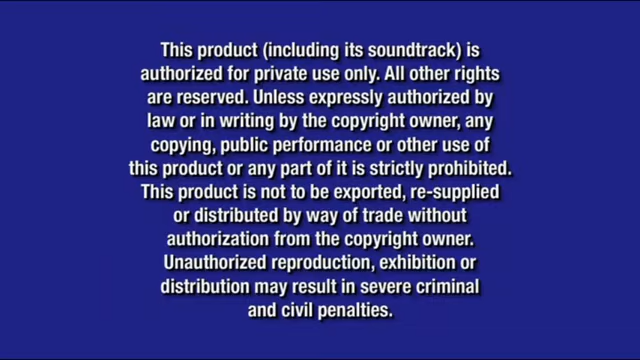 This product (including its soundtrack) is
authorized for private use only. All other rights
are reserved. Unless expressly authorized by
law or in writing by the copyright owner, any
copying, public performance or other use of
this product or any part of it is strictly prohibited.
This product is not to be exported, re-supplied
or distributed by way of trade without
authorization from the copyright owner.
Unauthorized reproduction, exhibition or
distribution may result in severe criminal
and civil penalties.